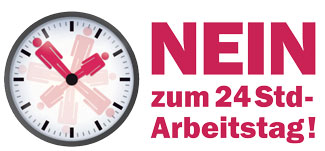 NEIN
zum 24 Std-
Arbeitstag!